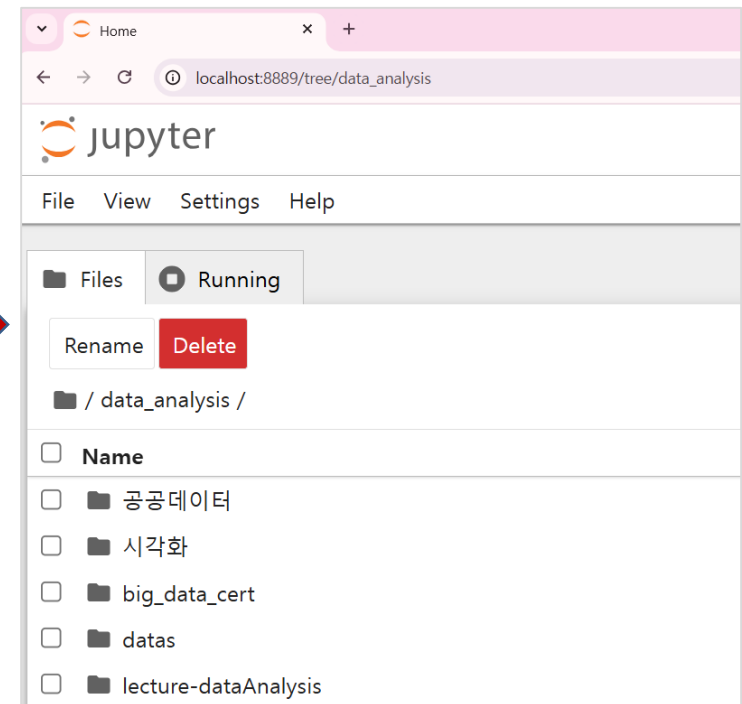 Home
localhost:8889/tree/data_analysis
jupyter
File View Settings Help
Files Running
Rename Delete
/ data_analysis /
Name
공공데이터
시각화
big_data_cert
datas
lecture-dataAnalysis